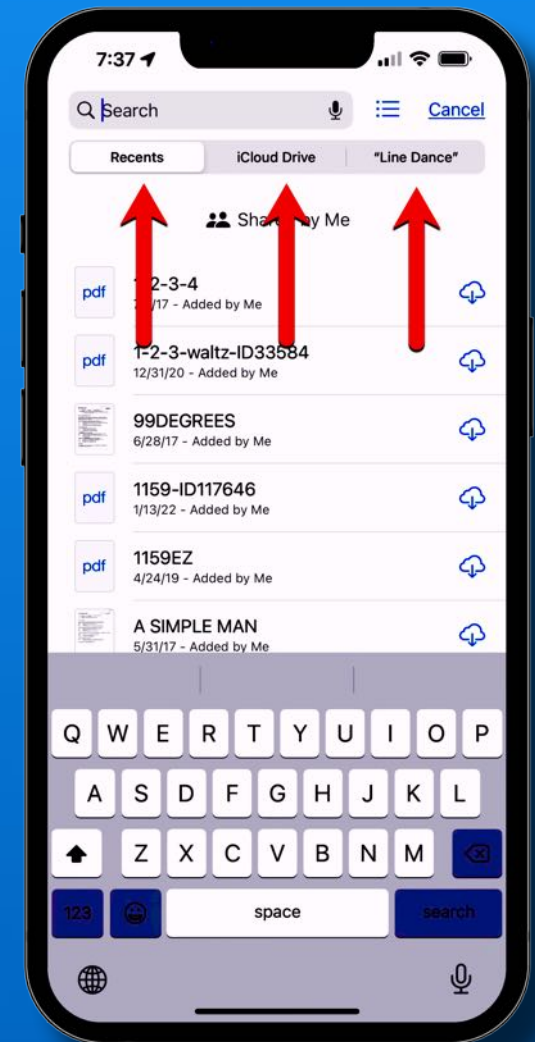 7:37
Search
Cancel
Recents
iCloud Drive
"Line Dance"
by Me
-2-3-4
/17 - Added by Me
pdf
1-2-3-waltz-ID33584
12/31/20 - Added by Me
pdf
99DEGREES
6/28/17 - Added by Me
1159-ID117646
1/13/22 - Added by Me
pdf
1159EZ
4/24/19 - Added by Me
pdf
A SIMPLE MAN
5/31/17 - Added by Me
Q W E R T Y U I O P
A S D F G H J K L
Z X C V B N M
123
space
search